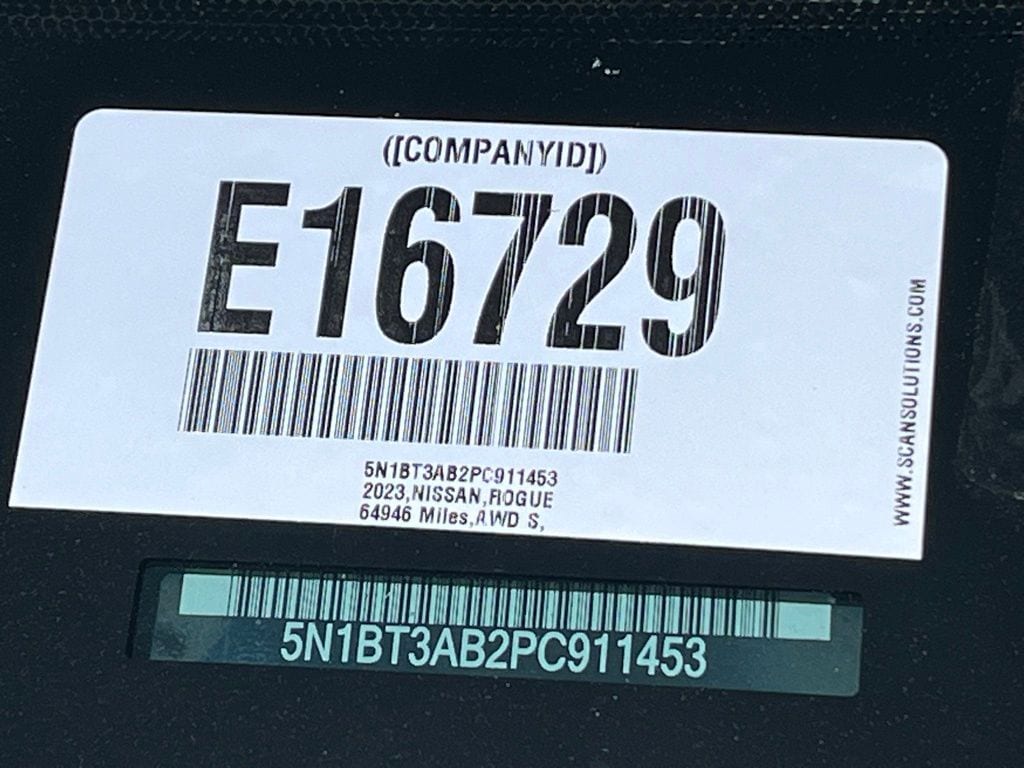 ([COMPANYID])
E16729
5N1BT3AB2PC911453
2023,NISSAN,ROGUE
64946 Miles,AWD S,
WWW.SCANSOLUTIONS.COM
5N1BT3AB2PC911453